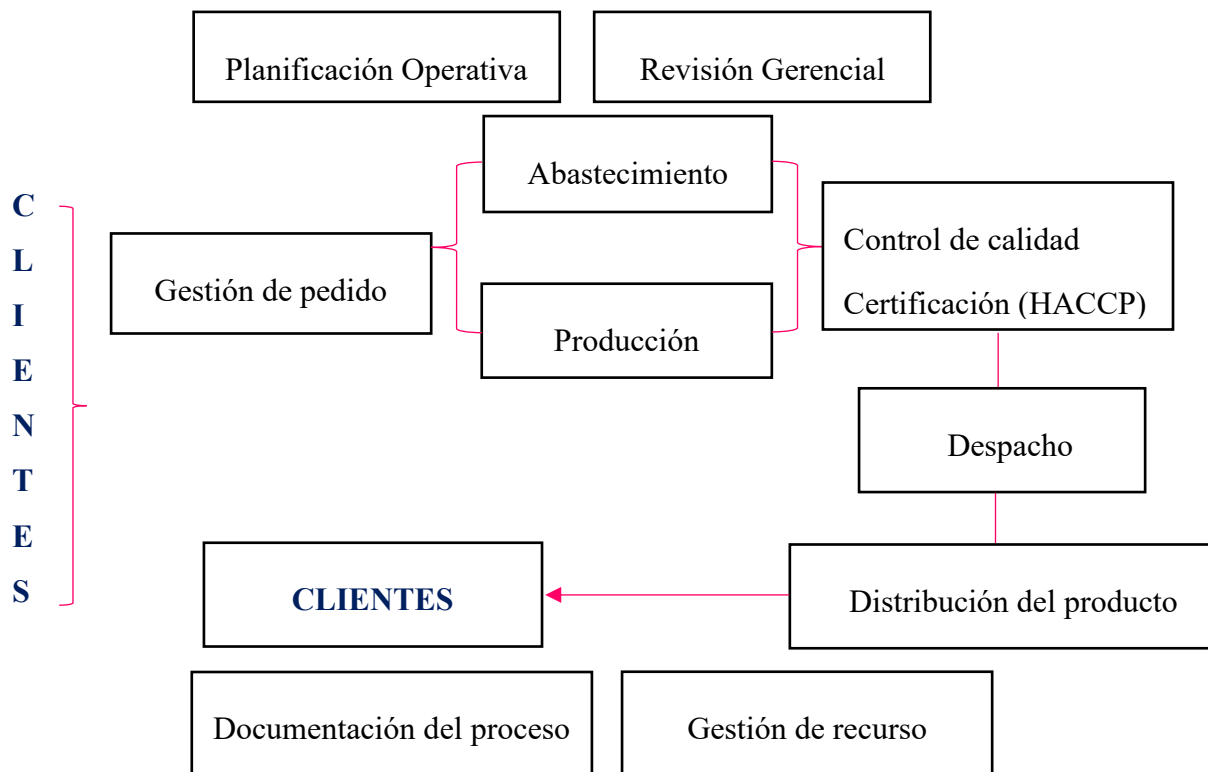 Planificación Operativa
Revisión Gerencial
CLIENTES
Gestión de pedido
Abastecimiento
Producción
Control de calidad
Certificación (HACCP)
Despacho
Distribución del producto
CLIENTES
Documentación del proceso
Gestión de recurso